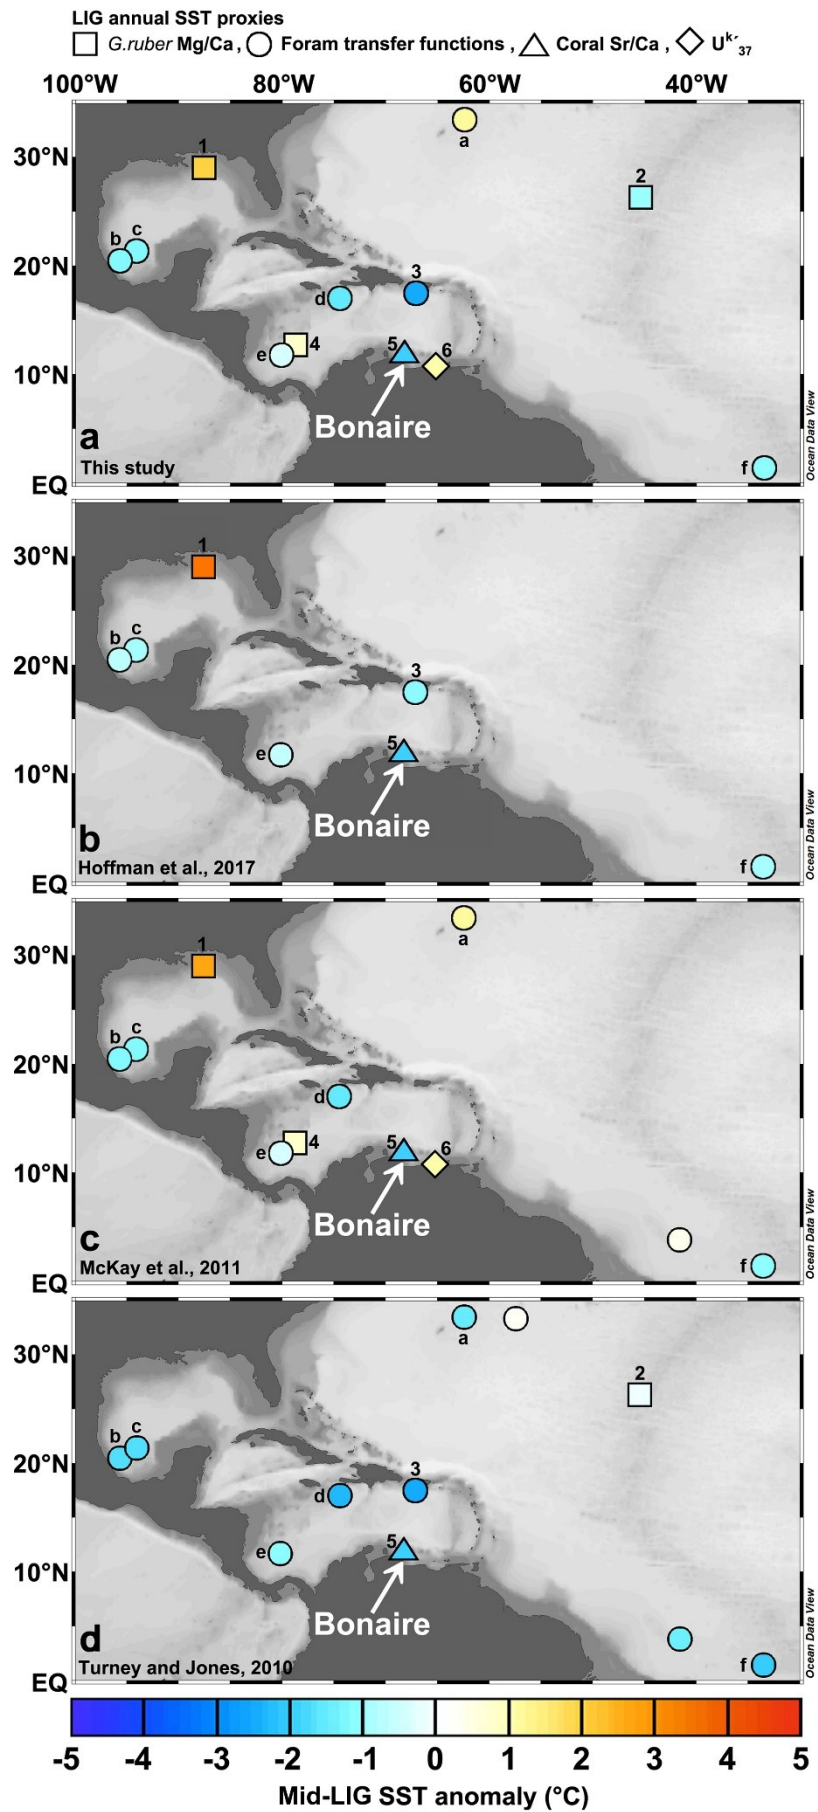 LIG annual SST proxies
G.ruber Mg/Ca , Foram transfer functions , Coral Sr/Ca , Uk´37
100°W 80°W 60°W 40°W
30°N
20°N
10°N
EQ
1
a
2
b c
3
d
4
e
5
6
Bonaire
f
a
This study
Ocean Data View
30°N
20°N
10°N
EQ
1
b c
3
e
5
Bonaire
f
b
Hoffman et al., 2017
Ocean Data View
30°N
20°N
10°N
EQ
a
1
b c
d
4
e
5
6
Bonaire
f
c
McKay et al., 2011
Ocean Data View
30°N
20°N
10°N
EQ
a
2
b c
3
d
e
5
Bonaire
f
d
Turney and Jones, 2010
Ocean Data View
-5 -4 -3 -2 -1 0 1 2 3 4 5
Mid-LIG SST anomaly (°C)